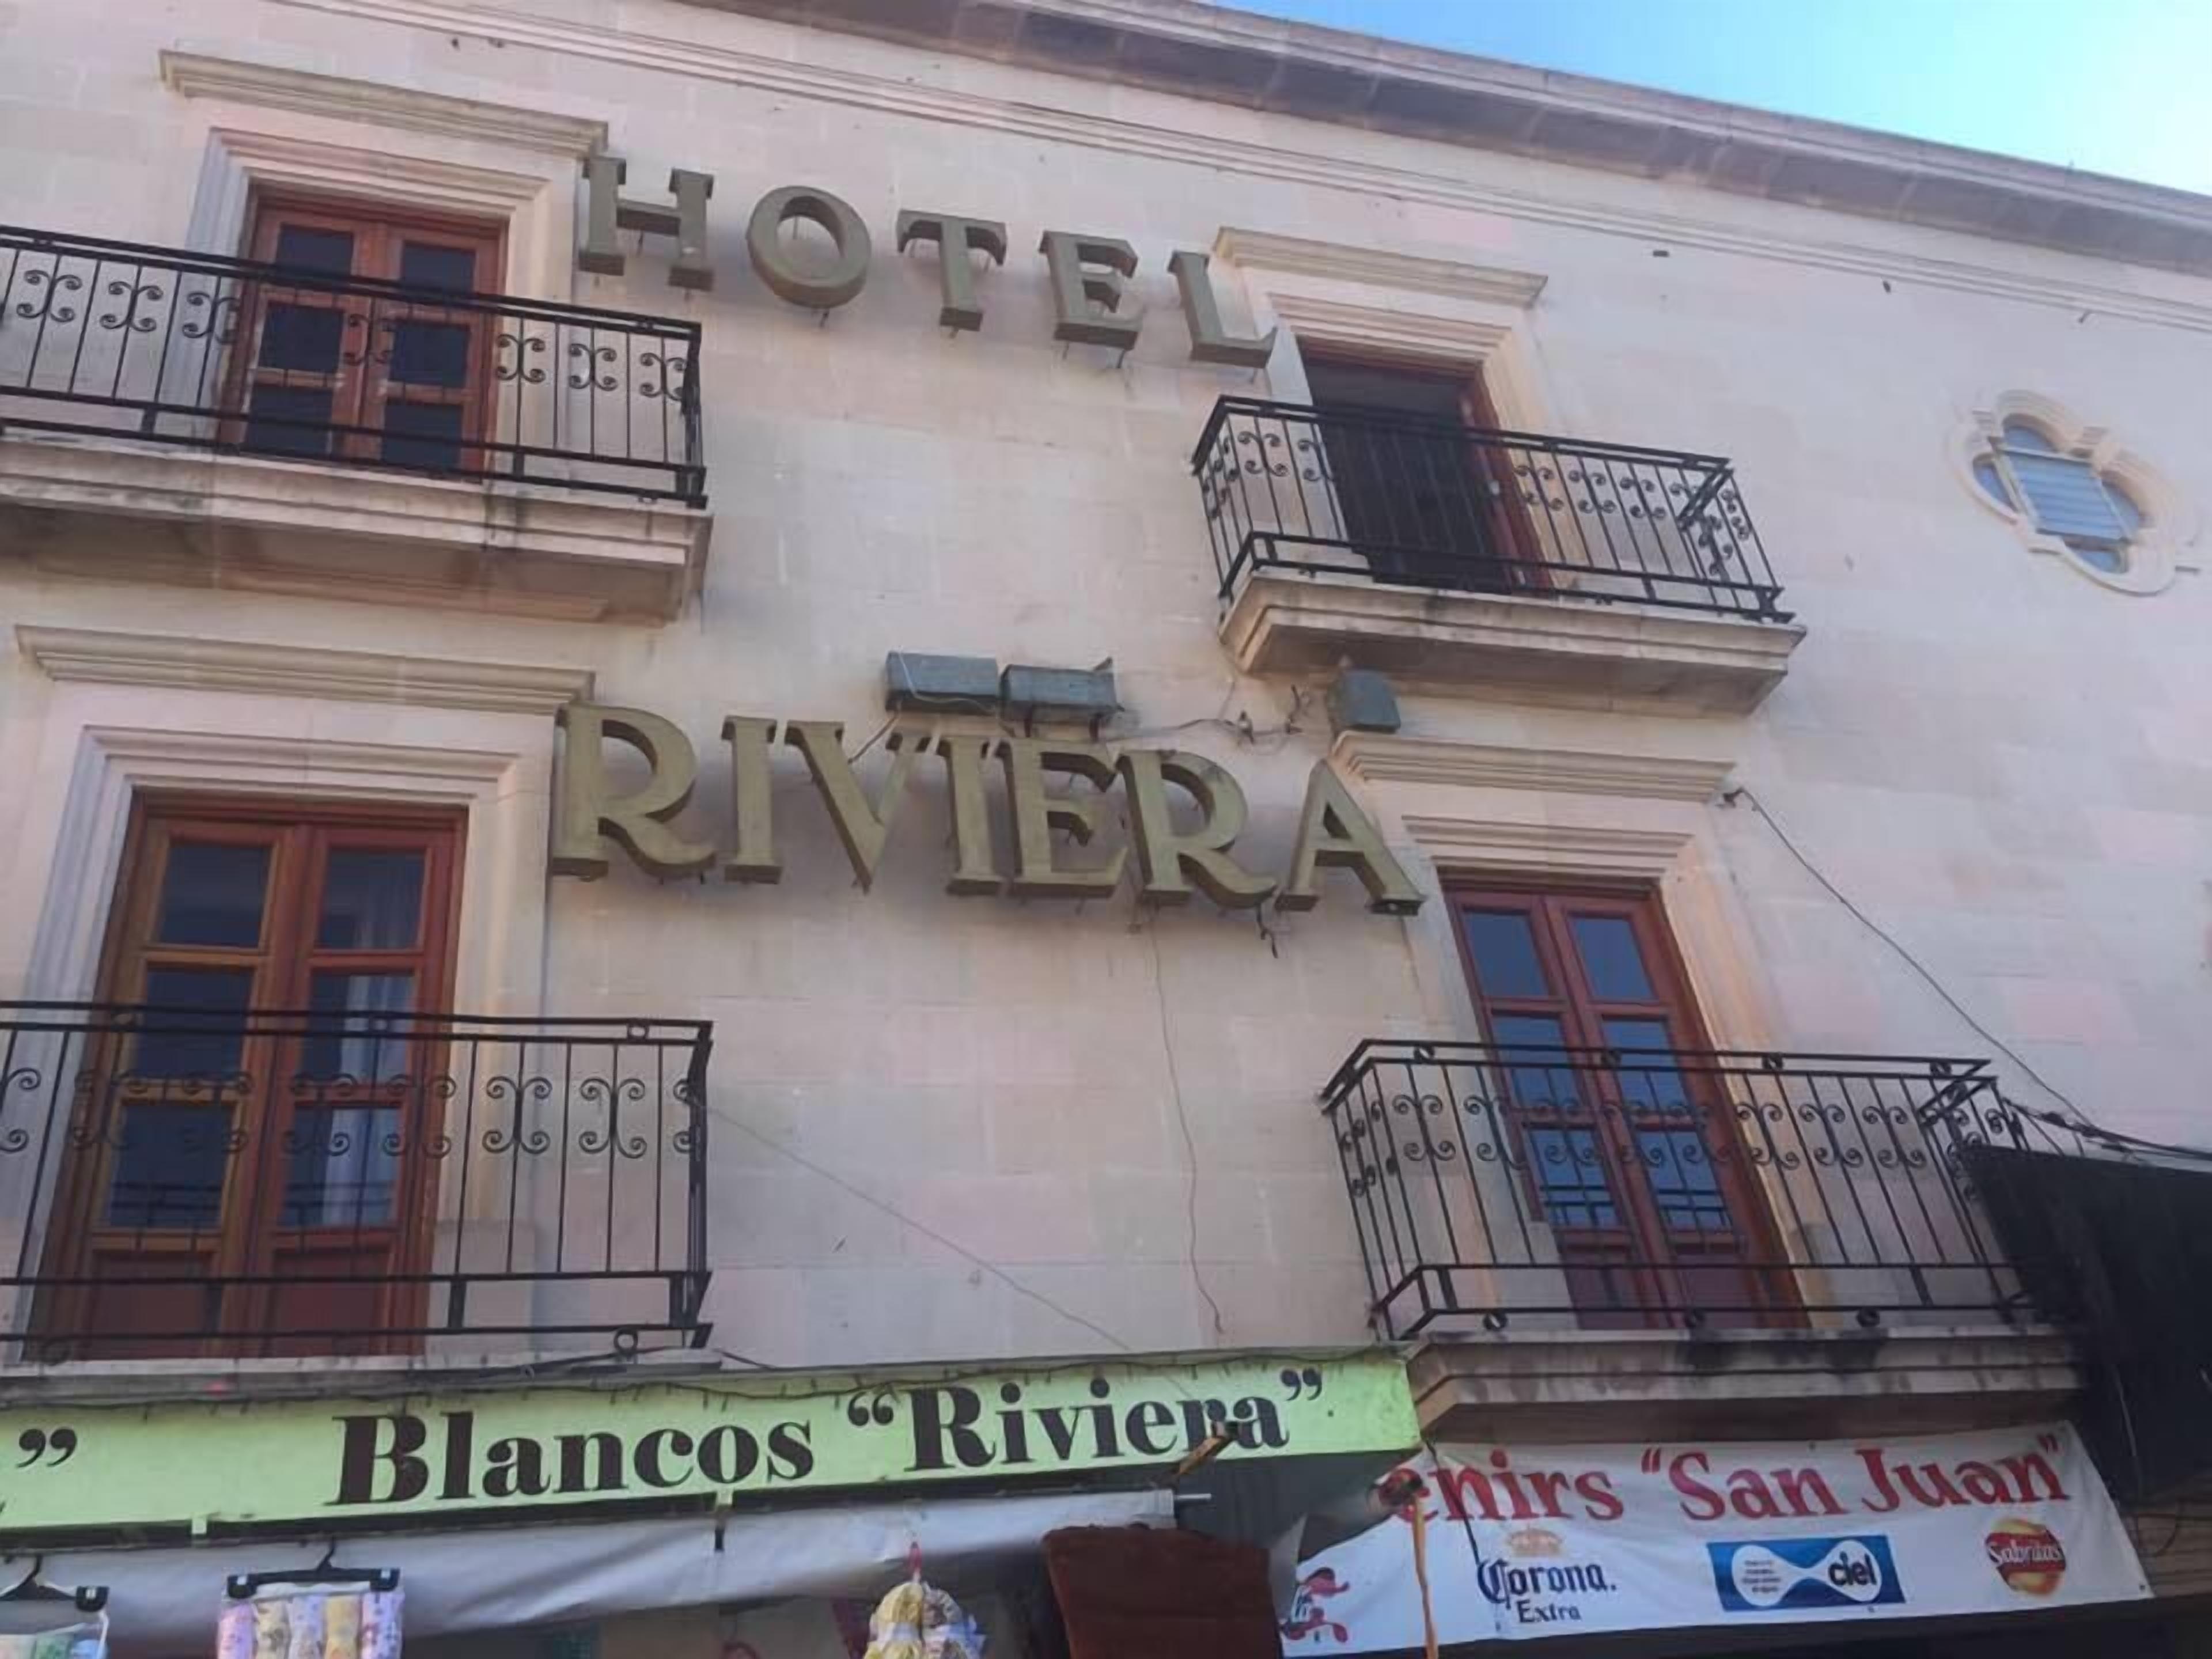 HOTEL
RIVIERA
” Blancos “Riviera”
enirs “San Juan”
Corona.
Extra
ciel
Sabritas